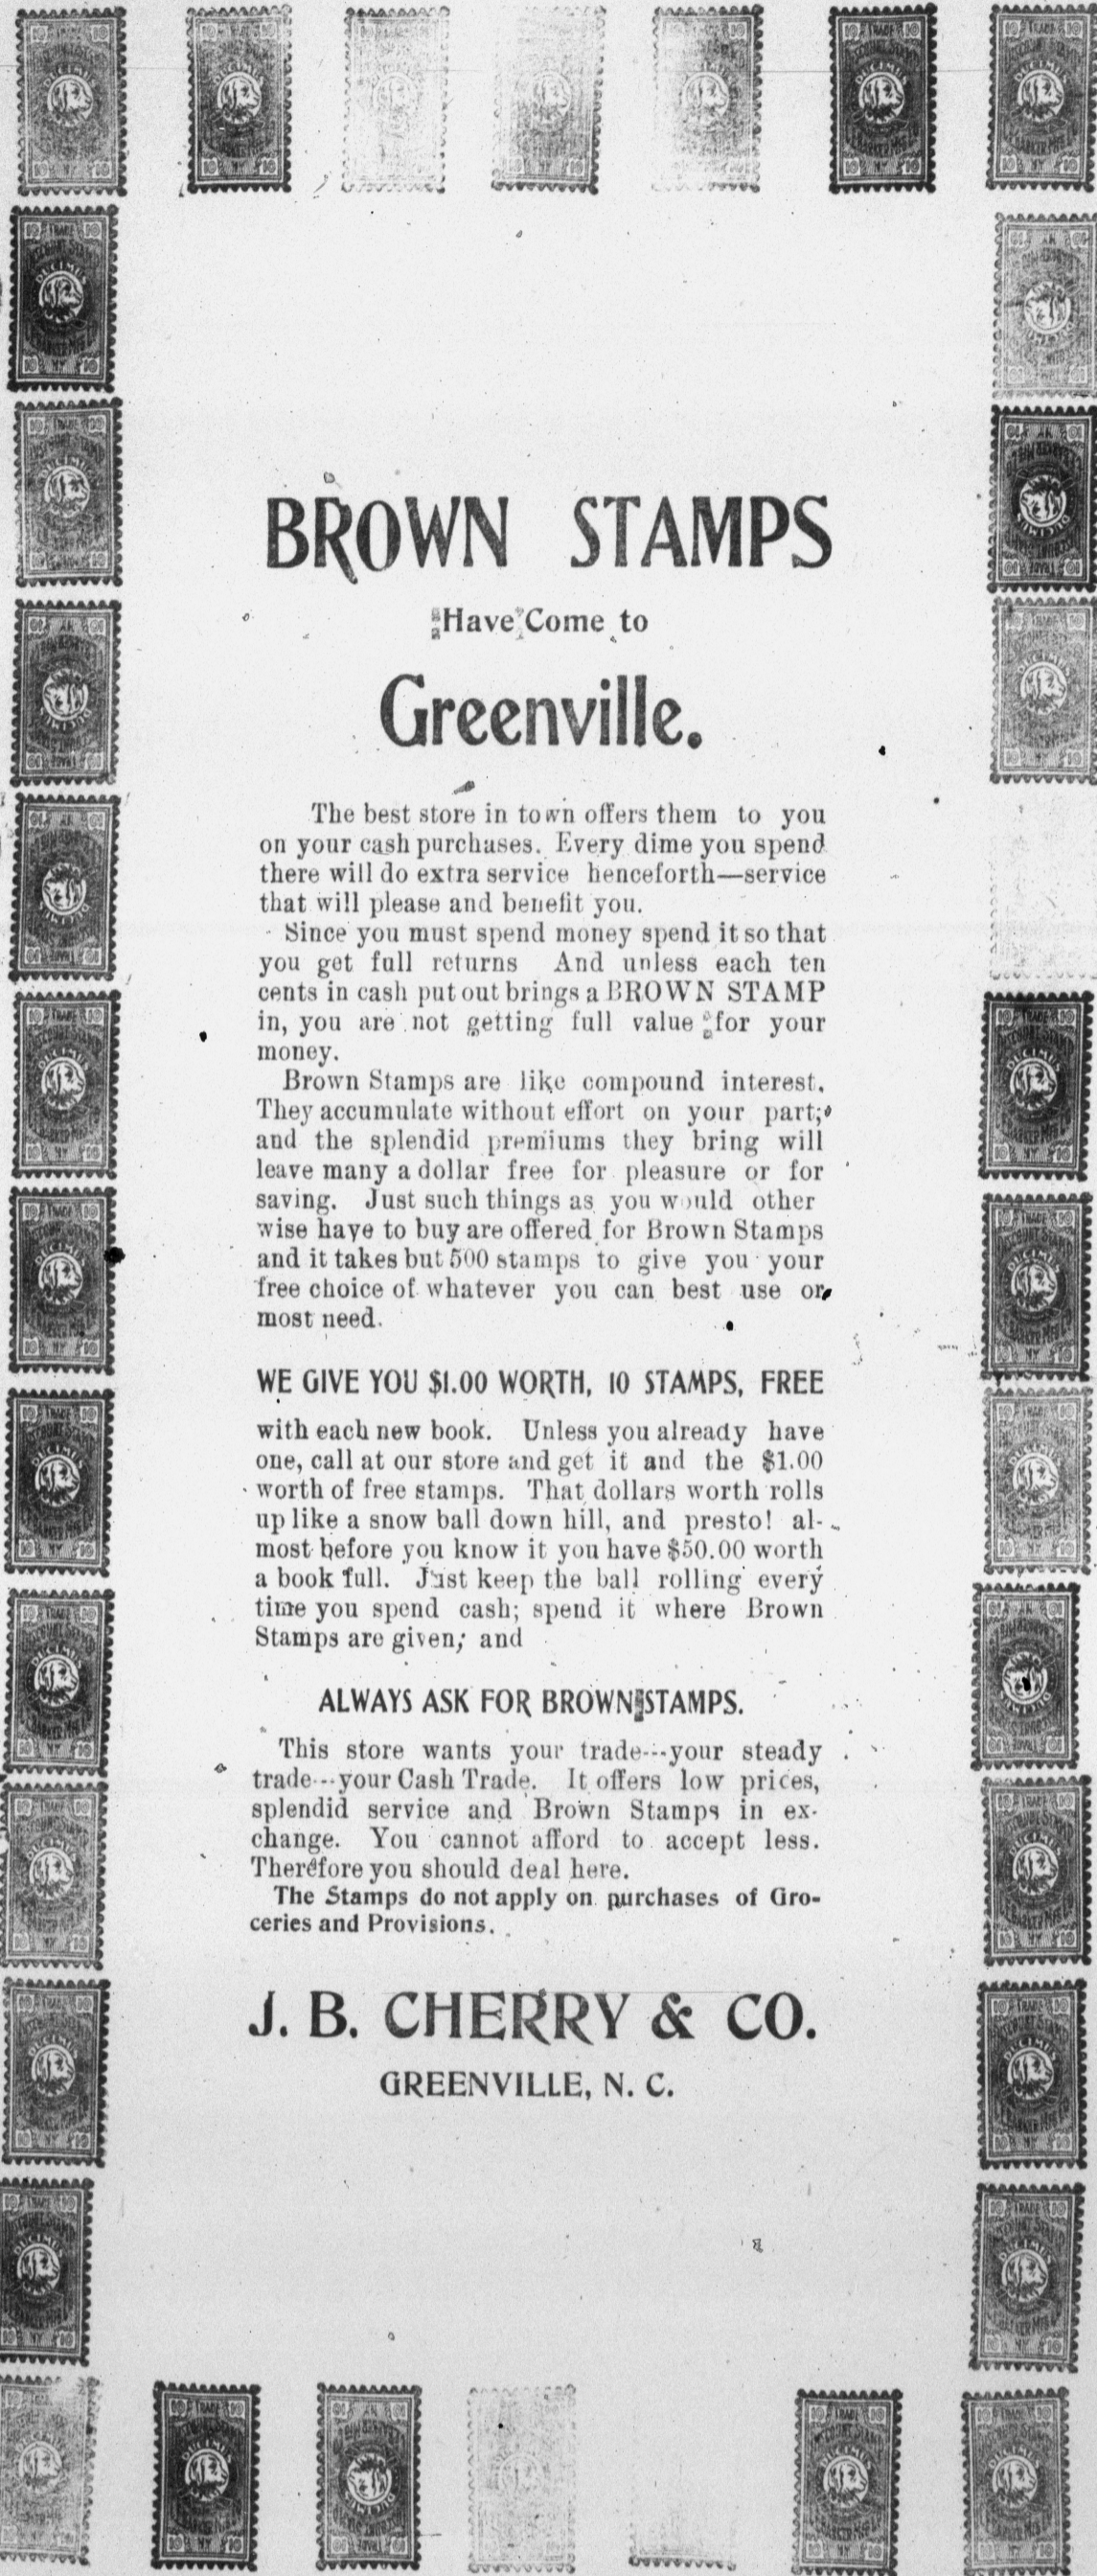 BROWN STAMPS
Have Come to
Greenville.
The best store in town offers them to you
on your cash purchases. Every dime you spend
there will do extra service henceforth—service
that will please and benefit you.
Since you must spend money spend it so that
you get full returns And unless each ten
cents in cash put out brings a BROWN STAMP
in, you are not getting full value for your
money.
Brown Stamps are like compound interest.
They accumulate without effort on your part;
and the splendid premiums they bring will
leave many a dollar free for pleasure or for
saving. Just such things as you would other
wise have to buy are offered for Brown Stamps
and it takes but 500 stamps to give you your
free choice of whatever you can best use or
most need.
WE GIVE YOU $1.00 WORTH, 10 STAMPS, FREE
with each new book. Unless you already have
one, call at our store and get it and the $1.00
worth of free stamps. That dollars worth rolls
up like a snow ball down hill, and presto! al-
most before you know it you have $50.00 worth
a book full. Just keep the ball rolling every
time you spend cash; spend it where Brown
Stamps are given; and
ALWAYS ASK FOR BROWN STAMPS.
This store wants your trade---your steady
trade---your Cash Trade. It offers low prices,
splendid service and Brown Stamps in ex-
change. You cannot afford to accept less.
Therefore you should deal here.
The Stamps do not apply on purchases of Gro-
ceries and Provisions.
J. B. CHERRY & CO.
GREENVILLE, N. C.